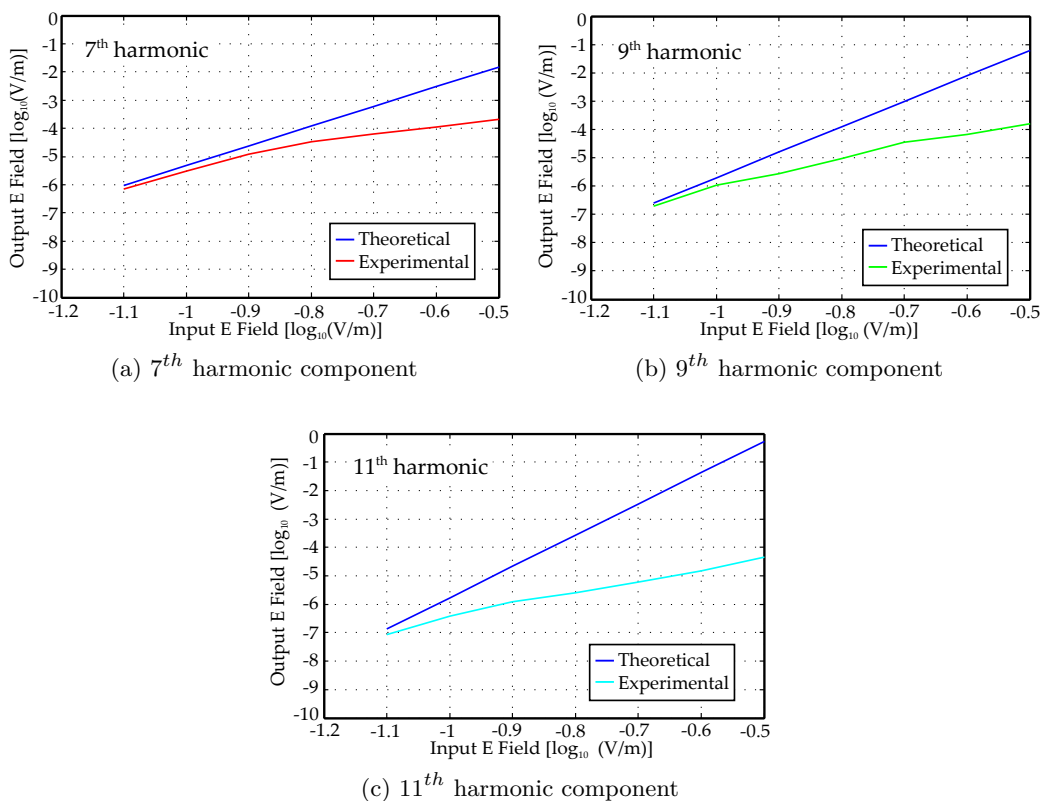 0
-1
-2
-3
-4
-5
-6
-7
-8
-9
-10
Output E Field [log₁₀(V/m)]
7th harmonic
Theoretical
Experimental
-1.2 -1.1 -1 -0.9 -0.8 -0.7 -0.6 -0.5
Input E Field [log₁₀(V/m)]
(a) 7th harmonic component
0
-1
-2
-3
-4
-5
-6
-7
-8
-9
-10
Output E Field [log₁₀ (V/m)]
9th harmonic
Theoretical
Experimental
-1.2 -1.1 -1 -0.9 -0.8 -0.7 -0.6 -0.5
Input E Field [log₁₀ (V/m)]
(b) 9th harmonic component
0
-1
-2
-3
-4
-5
-6
-7
-8
-9
-10
Output E Field [log₁₀ (V/m)]
11th harmonic
Theoretical
Experimental
-1.2 -1.1 -1 -0.9 -0.8 -0.7 -0.6 -0.5
Input E Field [log₁₀ (V/m)]
(c) 11th harmonic component